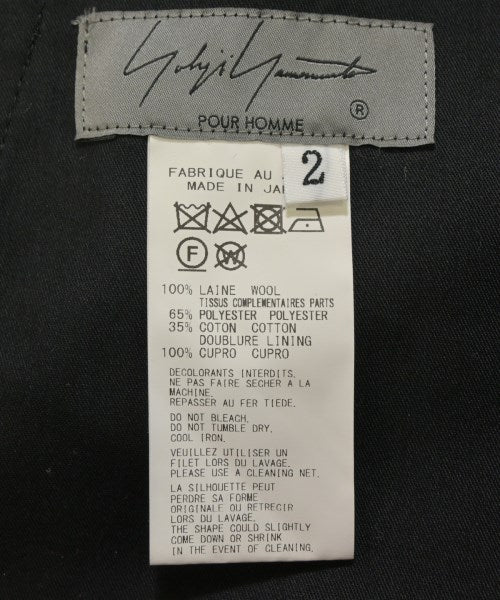 Yohji Yamamoto
®
POUR HOMME
2
FABRIQUE AU
MADE IN JA
F
W
100% LAINE WOOL
TISSUS COMPLEMENTAIRES PARTS
65% POLYESTER POLYESTER
35% COTON COTTON
DOUBLURE LINING
100% CUPRO CUPRO
DECOLORANTS INTERDITS.
NE PAS FAIRE SECHER A LA
MACHINE.
REPASSER AU FER TIEDE.
DO NOT BLEACH.
DO NOT TUMBLE DRY.
COOL IRON.
VEUILLEZ UTILISER UN
FILET LORS DU LAVAGE.
PLEASE USE A CLEANING NET.
LA SILHOUETTE PEUT
PERDRE SA FORME
ORIGINALE OU RETRECIR
LORS DU LAVAGE.
THE SHAPE COULD SLIGHTLY
COME DOWN OR SHRINK
IN THE EVENT OF CLEANING.